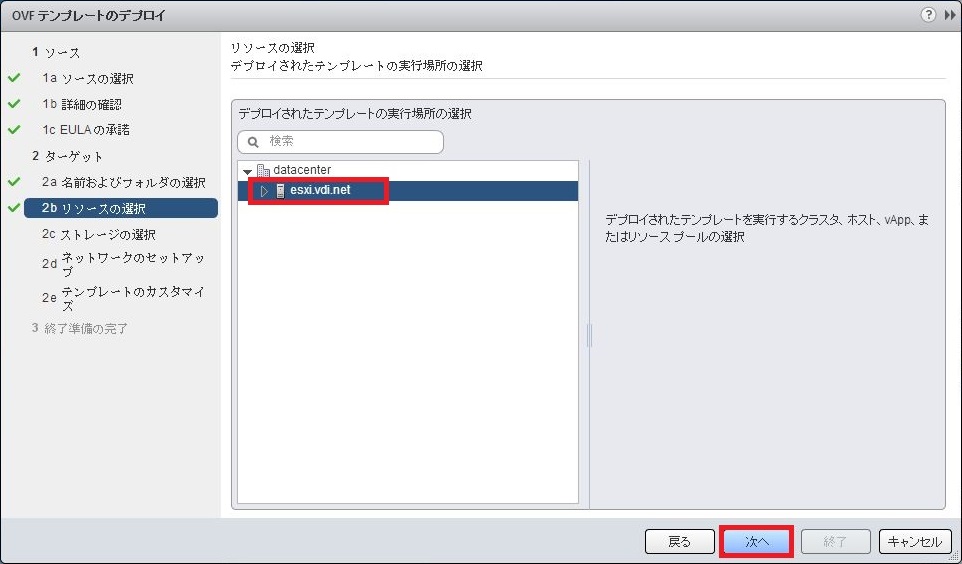 OVF テンプレートのデプロイ
?
1 ソース
1a ソースの選択
1b 詳細の確認
1c EULA の承諾
2 ターゲット
2a 名前およびフォルダの選択
2b リソースの選択
2c ストレージの選択
2d ネットワークのセットアッ
プ
2e テンプレートのカスタマイ
ズ
3 終了準備の完了
リソースの選択
デプロイされたテンプレートの実行場所の選択
デプロイされたテンプレートの実行場所の選択
検索
datacenter
esxi.vdi.net
デプロイされたテンプレートを実行するクラスタ、ホスト、vApp、ま
たはリソース プールの選択
戻る
次へ
終了
キャンセル